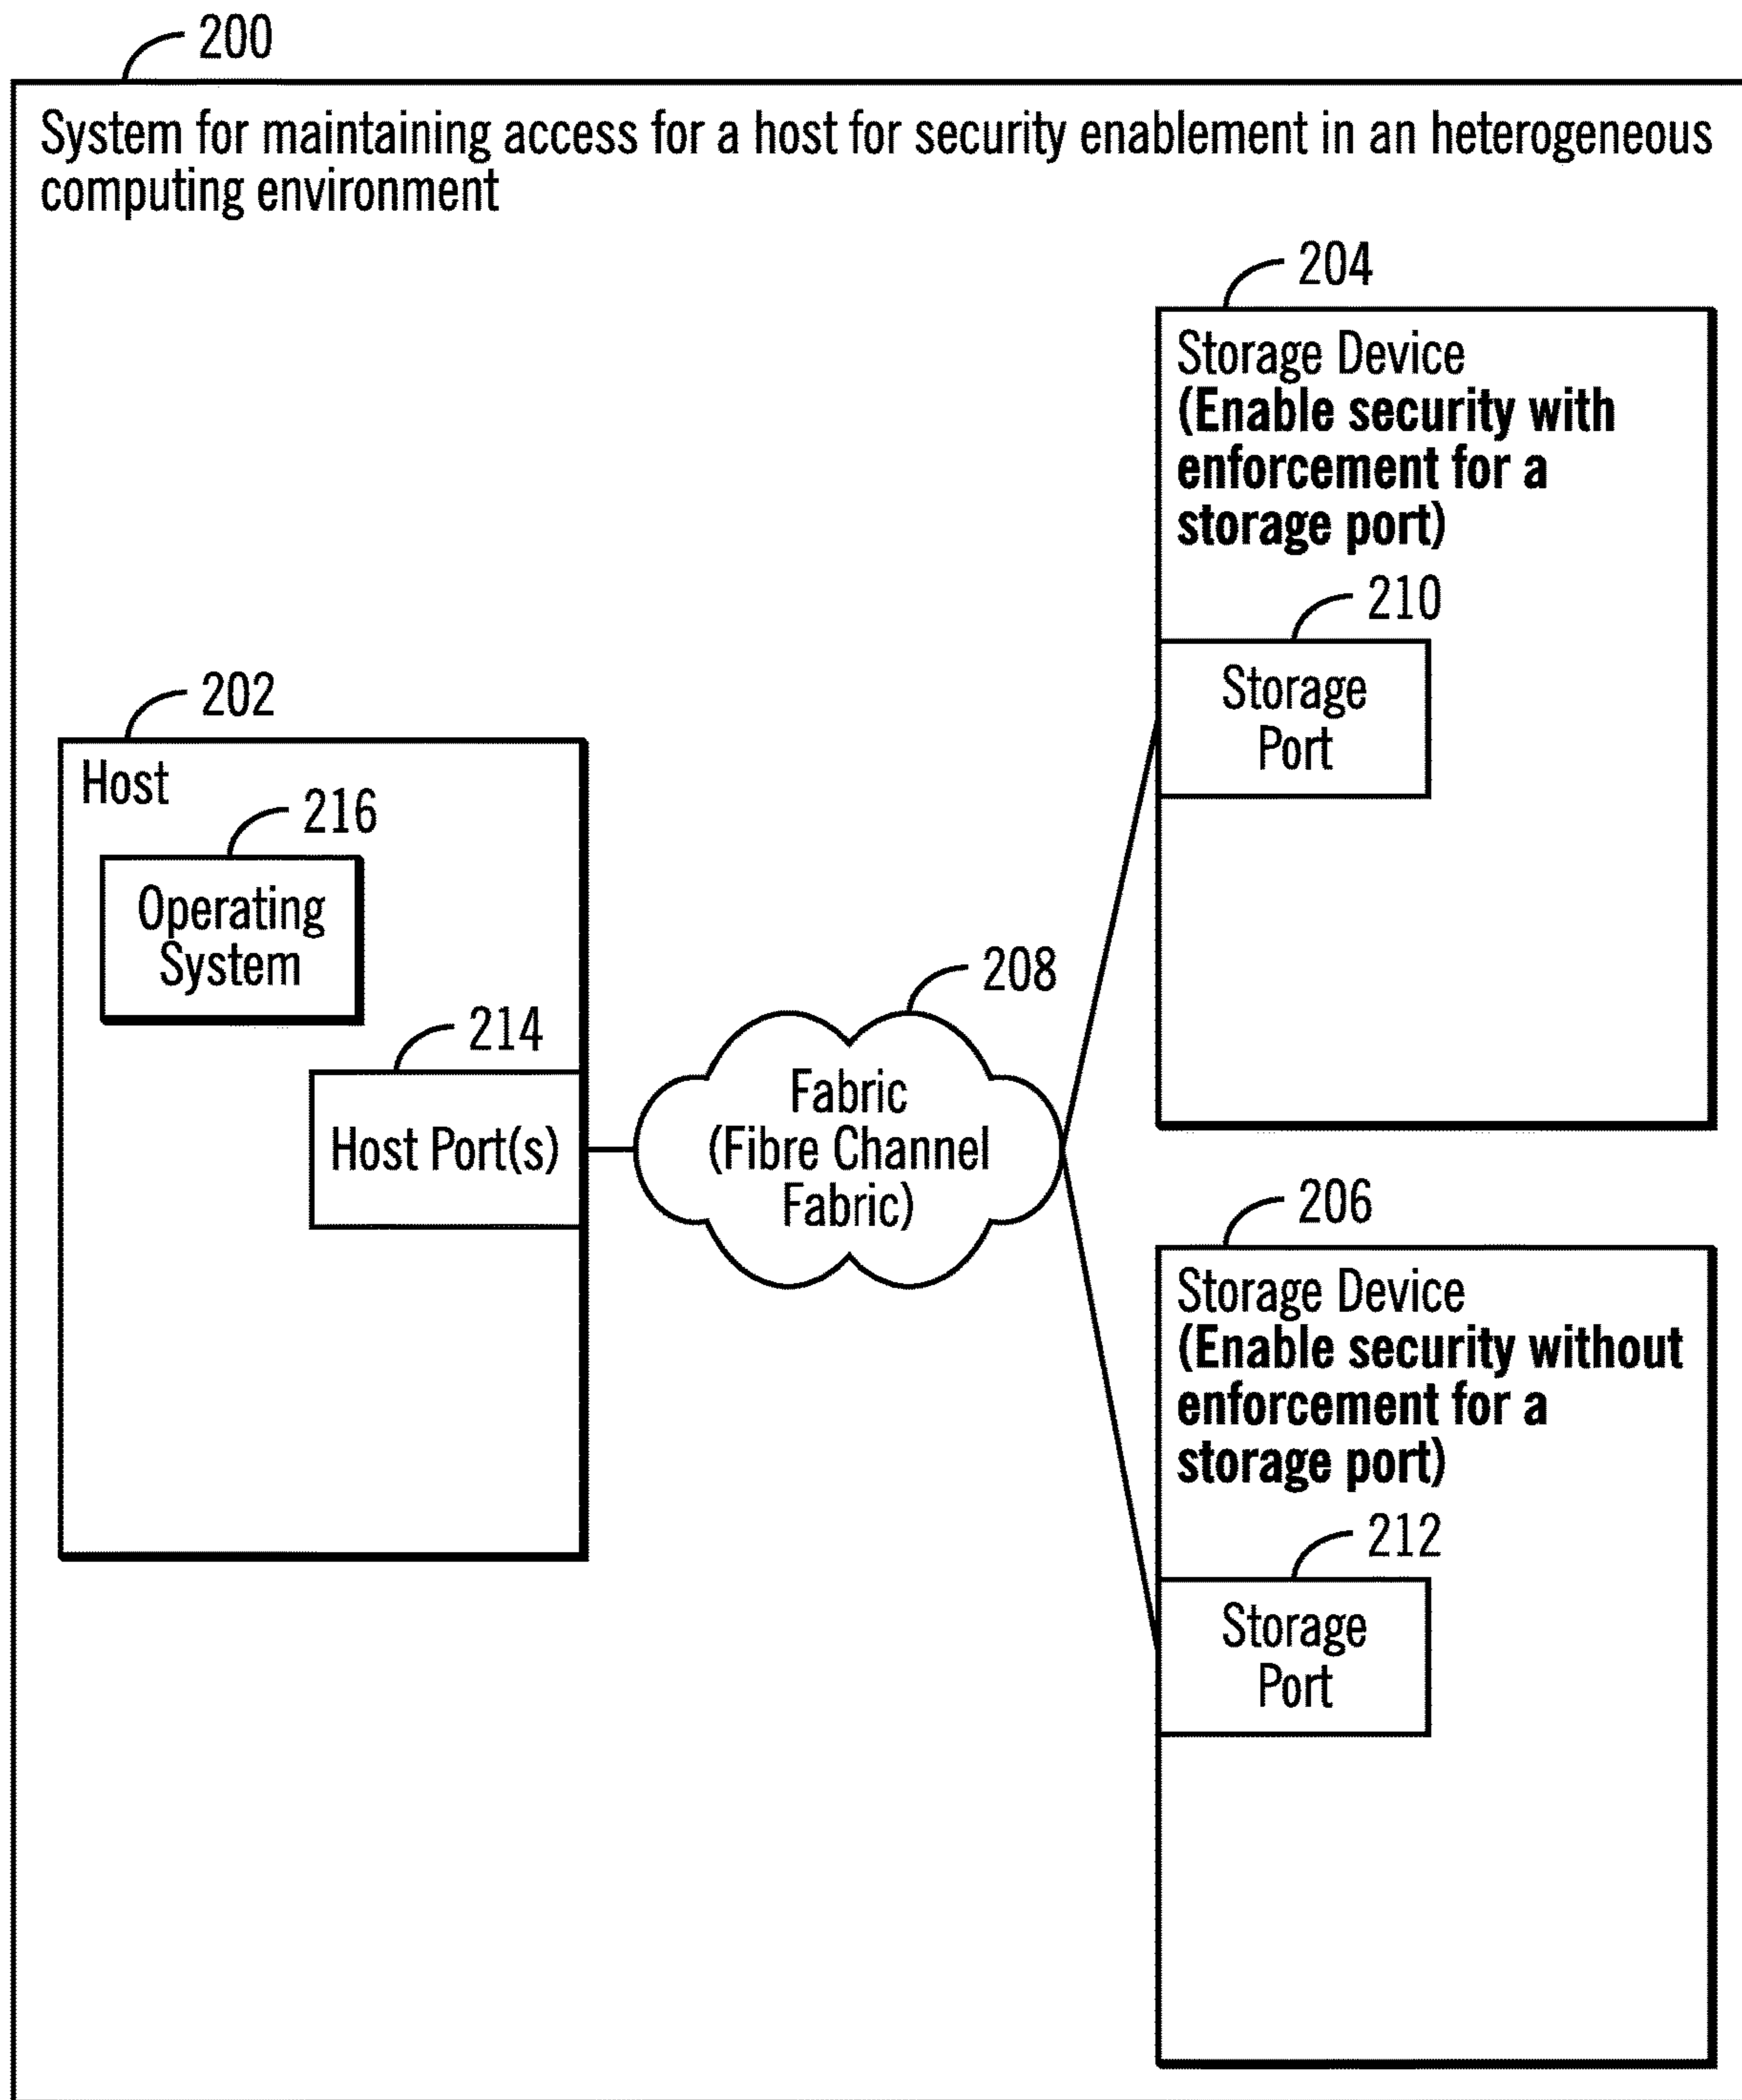 200
System for maintaining access for a host for security enablement in an heterogeneous
computing environment
204
Storage Device
(Enable security with
enforcement for a
storage port)
210
Storage
Port
202
Host
216
Operating
System
214
Host Port(s)
208
Fabric
(Fibre Channel
Fabric)
206
Storage Device
(Enable security without
enforcement for a
storage port)
212
Storage
Port